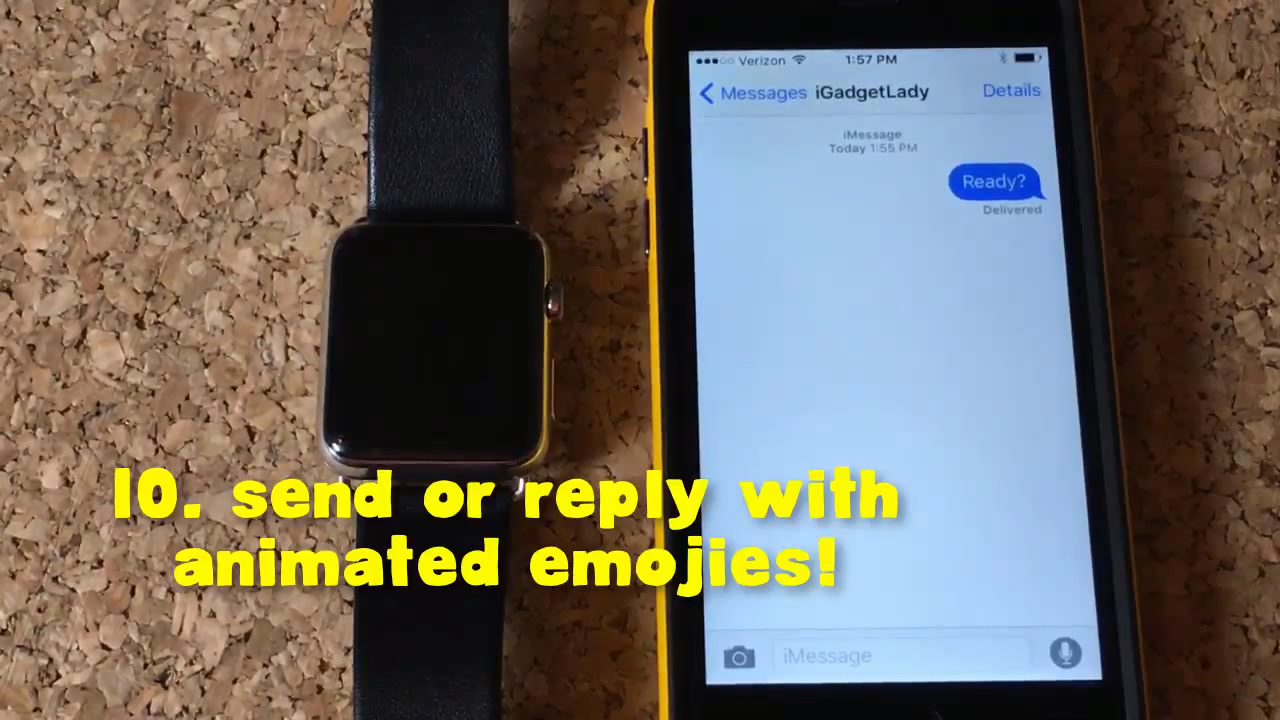 Verizon 1:57 PM
Messages iGadgetLady Details
iMessage
Today 1:55 PM
Ready?
Delivered
10. send or reply with
animated emojies!
iMessage